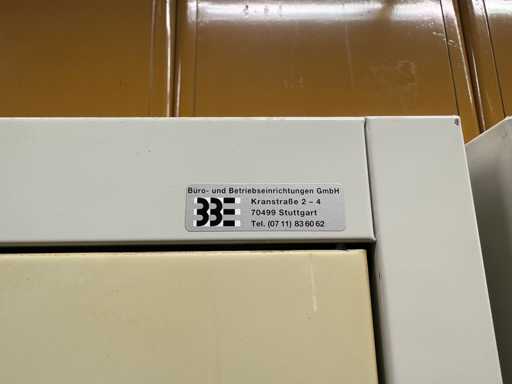 Büro- und Betriebseinrichtungen GmbH
BBE
Kranstraße 2 – 4
70499 Stuttgart
Tel. (07 11) 83 60 62